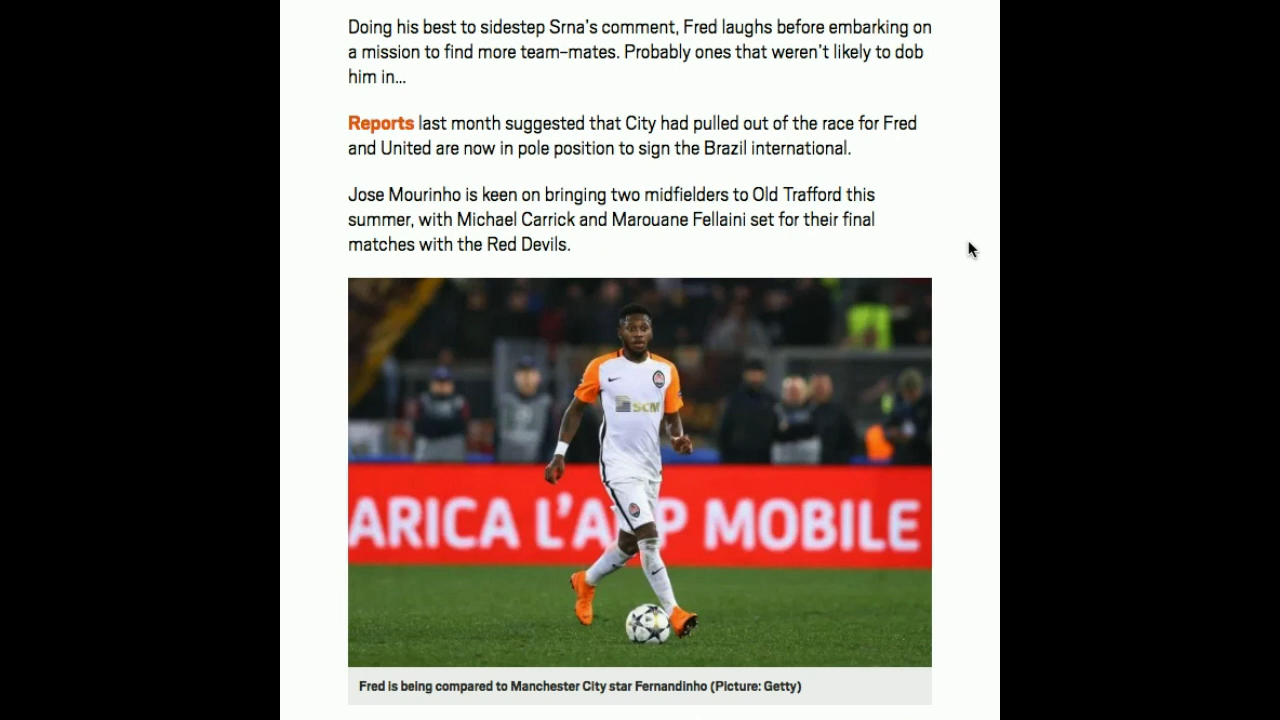 Doing his best to sidestep Srna's comment, Fred laughs before embarking on
a mission to find more team-mates. Probably ones that weren't likely to dob
him in...
Reports last month suggested that City had pulled out of the race for Fred
and United are now in pole position to sign the Brazil international.
Jose Mourinho is keen on bringing two midfielders to Old Trafford this
summer, with Michael Carrick and Marouane Fellaini set for their final
matches with the Red Devils.
SCM
ARICA L'A P MOBILE
Fred is being compared to Manchester City star Fernandinho (Picture: Getty)